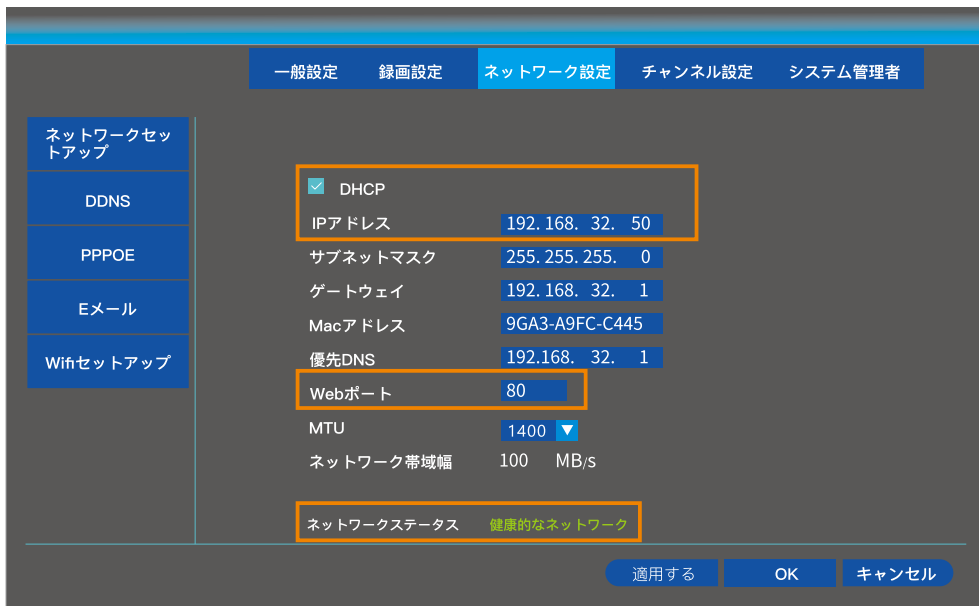 一般設定 録画設定 ネットワーク設定 チャンネル設定 システム管理者
ネットワークセッ
トアップ
DDNS
PPPOE
Eメール
Wifiセットアップ
DHCP
IPアドレス 192.168. 32. 50
サブネットマスク 255.255.255. 0
ゲートウェイ 192.168. 32. 1
Macアドレス 9GA3-A9FC-C445
優先DNS 192.168. 32. 1
Webポート 80
MTU 1400
ネットワーク帯域幅 100 MB/s
ネットワークステータス 健康的なネットワーク
適用する OK キャンセル